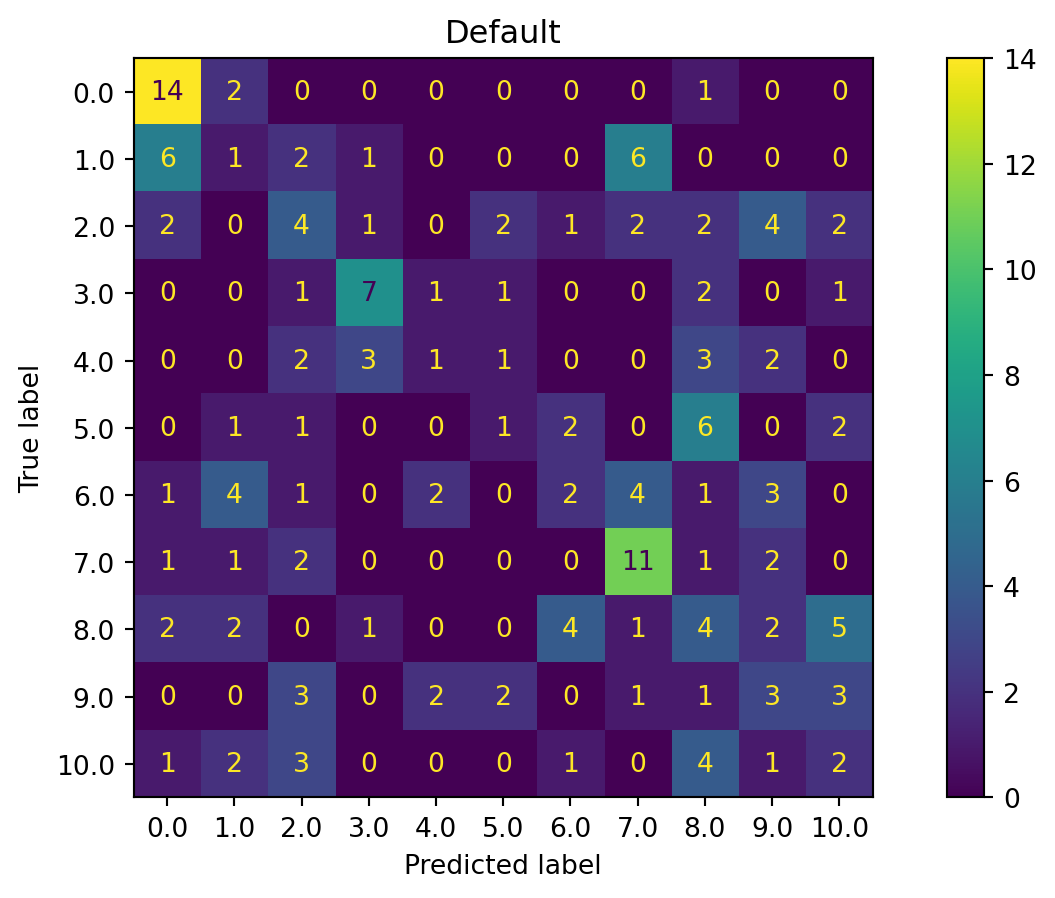 Default
0.0 14 2 0 0 0 0 0 0 1 0 0
1.0 6 1 2 1 0 0 0 6 0 0 0
2.0 2 0 4 1 0 2 1 2 2 4 2
3.0 0 0 1 7 1 1 0 0 2 0 1
4.0 0 0 2 3 1 1 0 0 3 2 0
5.0 0 1 1 0 0 1 2 0 6 0 2
6.0 1 4 1 0 2 0 2 4 1 3 0
7.0 1 1 2 0 0 0 0 11 1 2 0
8.0 2 2 0 1 0 0 4 1 4 2 5
9.0 0 0 3 0 2 2 0 1 1 3 3
10.0 1 2 3 0 0 0 1 0 4 1 2
0.0 1.0 2.0 3.0 4.0 5.0 6.0 7.0 8.0 9.0 10.0
Predicted label
True label
14
12
10
8
6
4
2
0